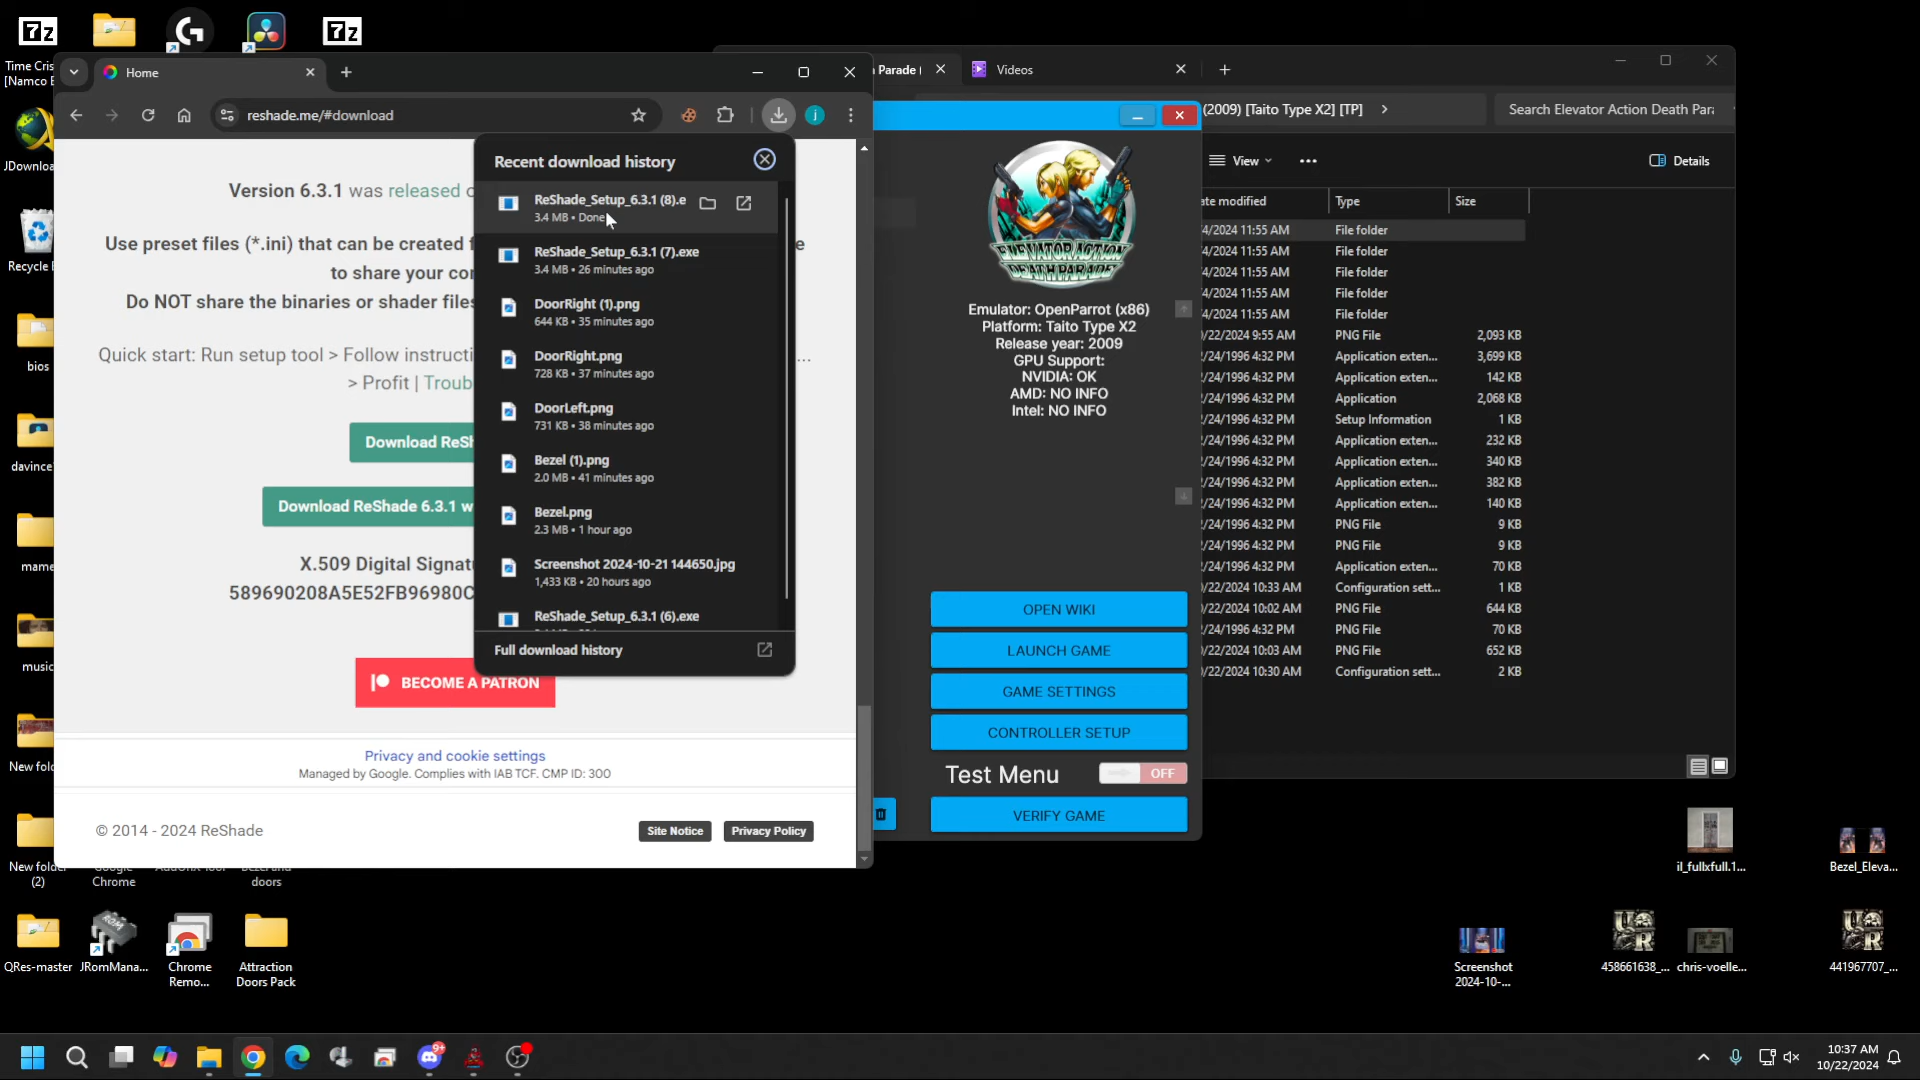 Time Cris
[Namco E
JDownloa
Recycle I
bios
davince
mame
music
New fold
New folde
(2)
Google
Chrome
AddOnX Tool
Bezel and
doors
QRes-master
JRomMana...
Chrome
Remo...
Attraction
Doors Pack
Home
reshade.me/#download
Version 6.3.1 was released o
Use preset files (*.ini) that can be created f
e
to share your con
Do NOT share the binaries or shader files
Quick start: Run setup tool > Follow instructi
...
> Profit | Troub
Download ReSh
Download ReShade 6.3.1 w
X.509 Digital Signatu
589690208A5E52FB96980C
BECOME A PATRON
Privacy and cookie settings
Managed by Google. Complies with IAB TCF. CMP ID: 300
© 2014 - 2024 ReShade
Site Notice
Privacy Policy
Recent download history
ReShade_Setup_6.3.1 (8).e
3.4 MB • Done
ReShade_Setup_6.3.1 (7).exe
3.4 MB • 26 minutes ago
DoorRight (1).png
644 KB • 35 minutes ago
DoorRight.png
728 KB • 37 minutes ago
DoorLeft.png
731 KB • 38 minutes ago
Bezel (1).png
2.0 MB • 41 minutes ago
Bezel.png
2.3 MB • 1 hour ago
Screenshot 2024-10-21 144650.jpg
1,433 KB • 20 hours ago
ReShade_Setup_6.3.1 (6).exe
Full download history
ELEVATOR ACTION
DEATH PARADE
Emulator: OpenParrot (x86)
Platform: Taito Type X2
Release year: 2009
GPU Support:
NVIDIA: OK
AMD: NO INFO
Intel: NO INFO
OPEN WIKI
LAUNCH GAME
GAME SETTINGS
CONTROLLER SETUP
Test Menu
OFF
VERIFY GAME
Parade (
Videos
(2009) [Taito Type X2] [TP]
Search Elevator Action Death Para
View
Details
ate modified
Type
Size
/4/2024 11:55 AM File folder
/4/2024 11:55 AM File folder
/4/2024 11:55 AM File folder
/4/2024 11:55 AM File folder
/4/2024 11:55 AM File folder
/22/2024 9:55 AM PNG File 2,093 KB
/24/1996 4:32 PM Application exten... 3,699 KB
/24/1996 4:32 PM Application exten... 142 KB
/24/1996 4:32 PM Application 2,068 KB
/24/1996 4:32 PM Setup Information 1 KB
/24/1996 4:32 PM Application exten... 232 KB
/24/1996 4:32 PM Application exten... 340 KB
/24/1996 4:32 PM Application exten... 382 KB
/24/1996 4:32 PM Application exten... 140 KB
/24/1996 4:32 PM PNG File 9 KB
/24/1996 4:32 PM PNG File 9 KB
/24/1996 4:32 PM Application exten... 70 KB
/22/2024 10:33 AM Configuration sett... 1 KB
/22/2024 10:02 AM PNG File 644 KB
/24/1996 4:32 PM PNG File 70 KB
/22/2024 10:03 AM PNG File 652 KB
/22/2024 10:30 AM Configuration sett... 2 KB
il_fullxfull.1...
Bezel_Eleva...
Screenshot
2024-10-...
458661638_...
chris-voelle...
441967707_...
10:37 AM
10/22/2024